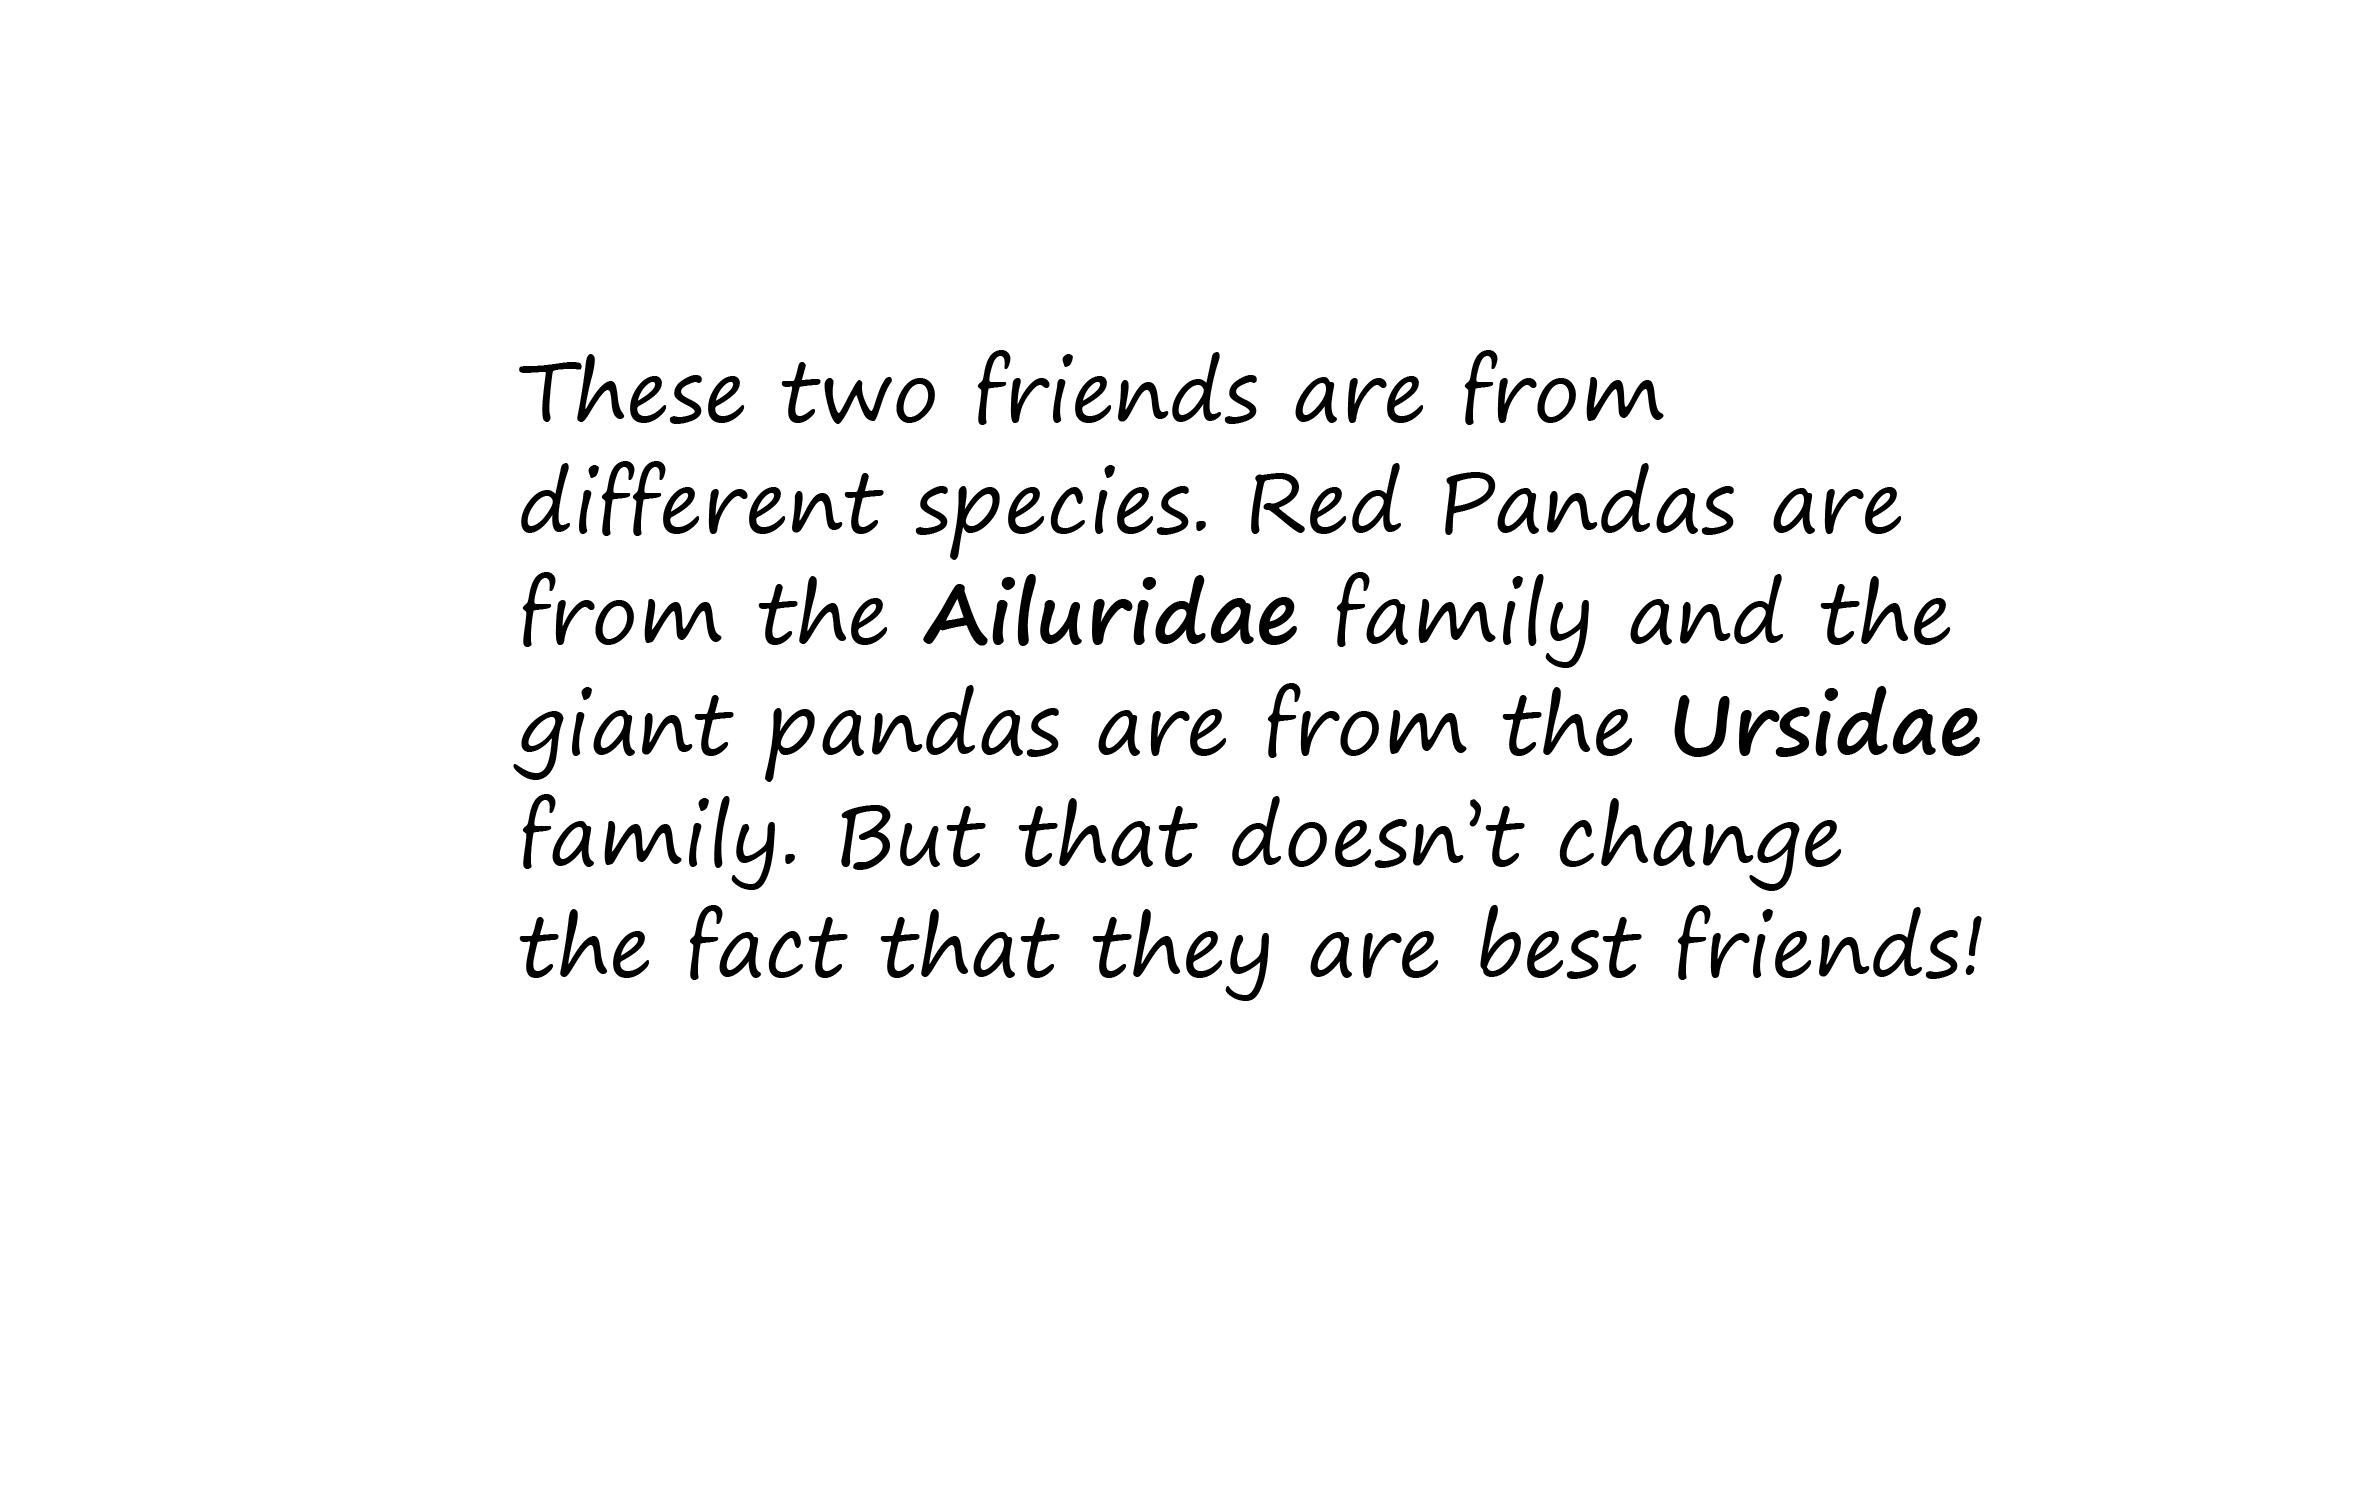 These two friends are from
different species. Red Pandas are
from the Ailuridae family and the
giant pandas are from the Ursidae
family. But that doesn’t change
the fact that they are best friends!